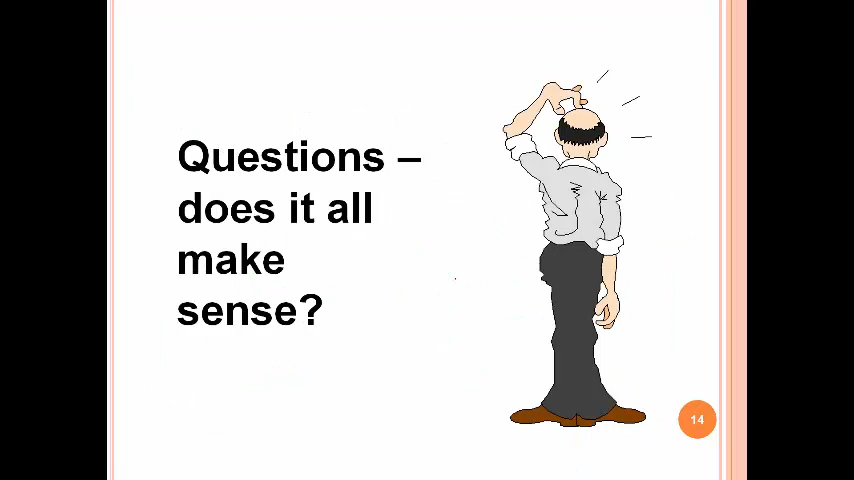 Questions –
does it all
make
sense?
14